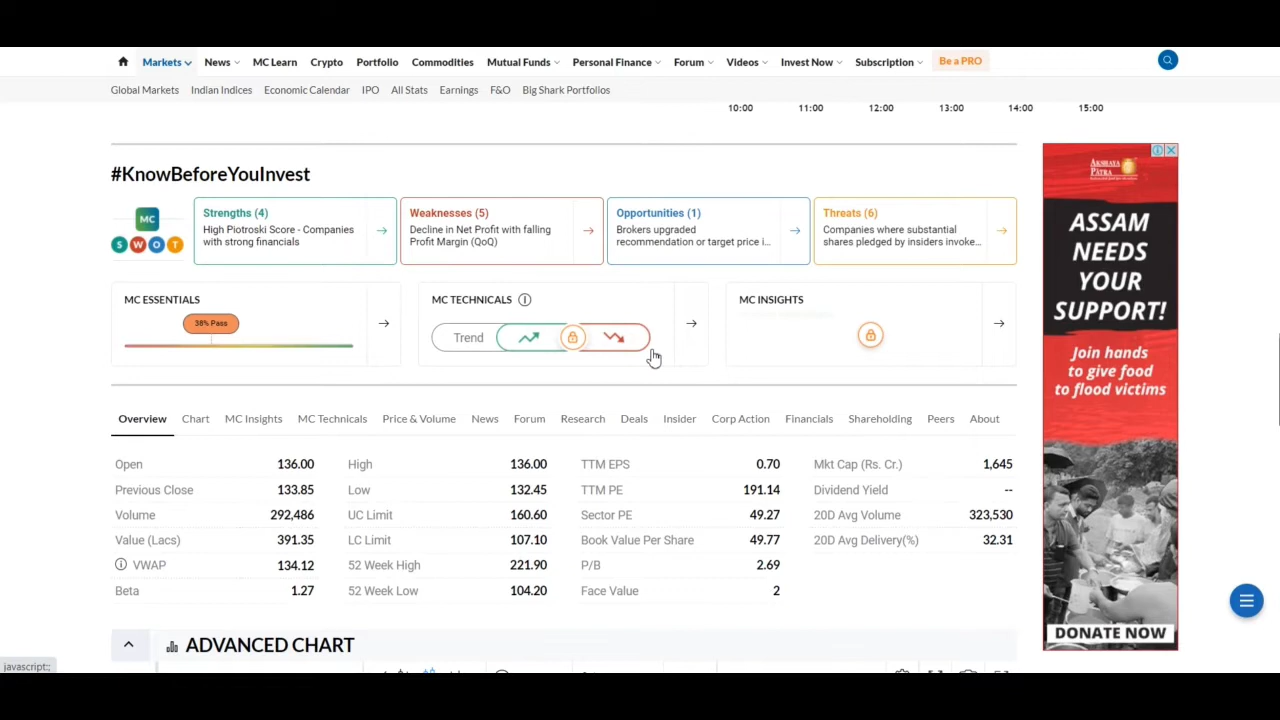 Markets News MC Learn Crypto Portfolio Commodities Mutual Funds Personal Finance Forum Videos Invest Now Subscription Be a PRO
Global Markets Indian Indices Economic Calendar IPO All Stats Earnings F&O Big Shark Portfolios
10:00 11:00 12:00 13:00 14:00 15:00
#KnowBeforeYouInvest
MC
S W O T
Strengths (4)
High Piotroski Score - Companies
with strong financials
Weaknesses (5)
Decline in Net Profit with falling
Profit Margin (QoQ)
Opportunities (1)
Brokers upgraded
recommendation or target price i...
Threats (6)
Companies where substantial
shares pledged by insiders invoke...
MC ESSENTIALS
38% Pass
MC TECHNICALS
Trend
MC INSIGHTS
Overview Chart MC Insights MC Technicals Price & Volume News Forum Research Deals Insider Corp Action Financials Shareholding Peers About
Open 136.00 High 136.00 TTM EPS 0.70 Mkt Cap (Rs. Cr.) 1,645
Previous Close 133.85 Low 132.45 TTM PE 191.14 Dividend Yield --
Volume 292,486 UC Limit 160.60 Sector PE 49.27 20D Avg Volume 323,530
Value (Lacs) 391.35 LC Limit 107.10 Book Value Per Share 49.77 20D Avg Delivery(%) 32.31
VWAP 134.12 52 Week High 221.90 P/B 2.69
Beta 1.27 52 Week Low 104.20 Face Value 2
ADVANCED CHART
AKSHAYA
PATRA
ASSAM
NEEDS
YOUR
SUPPORT!
Join hands
to give food
to flood victims
DONATE NOW
javascript:;